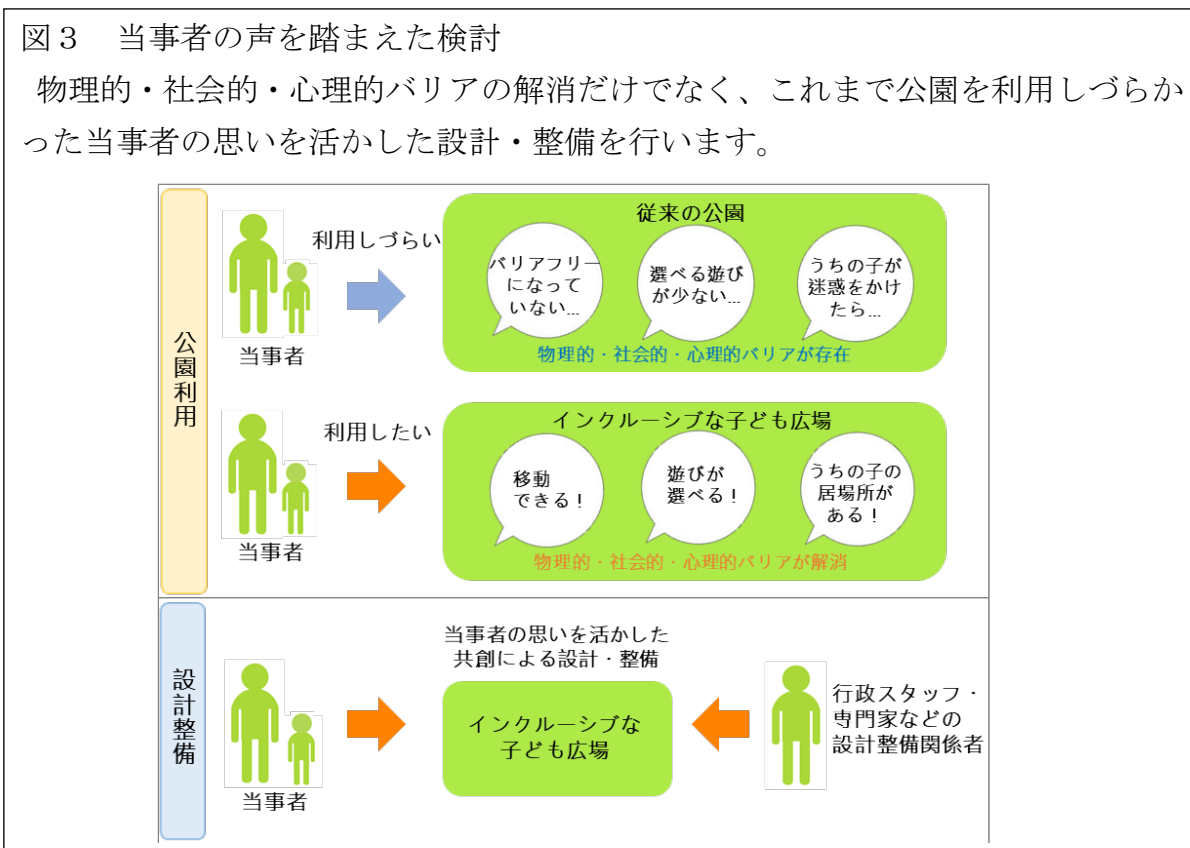 図３　当事者の声を踏まえた検討
物理的・社会的・心理的バリアの解消だけでなく、これまで公園を利用しづらか
った当事者の思いを活かした設計・整備を行います。
公園利用
利用しづらい
当事者
従来の公園
バリアフリー
になって
いない…
選べる遊び
が少ない…
うちの子が
迷惑をかけ
たら…
物理的・社会的・心理的バリアが存在
利用したい
当事者
インクルーシブな子ども広場
移動
できる！
遊びが
選べる！
うちの子の
居場所が
ある！
物理的・社会的・心理的バリアが解消
設計整備
当事者
当事者の思いを活かした
共創による設計・整備
インクルーシブな
子ども広場
行政スタッフ・
専門家などの
設計整備関係者